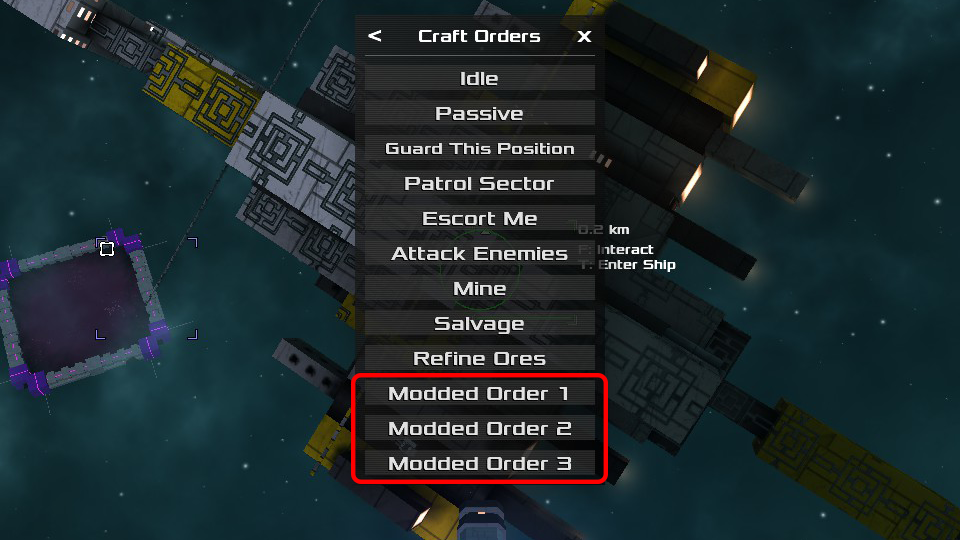 < Craft Orders x
Idle
Passive
Guard This Position
Patrol Sector
Escort Me
0.2 km
F: Interact
Attack Enemies
T: Enter Ship
Mine
Salvage
Refine Ores
Modded Order 1
Modded Order 2
Modded Order 3